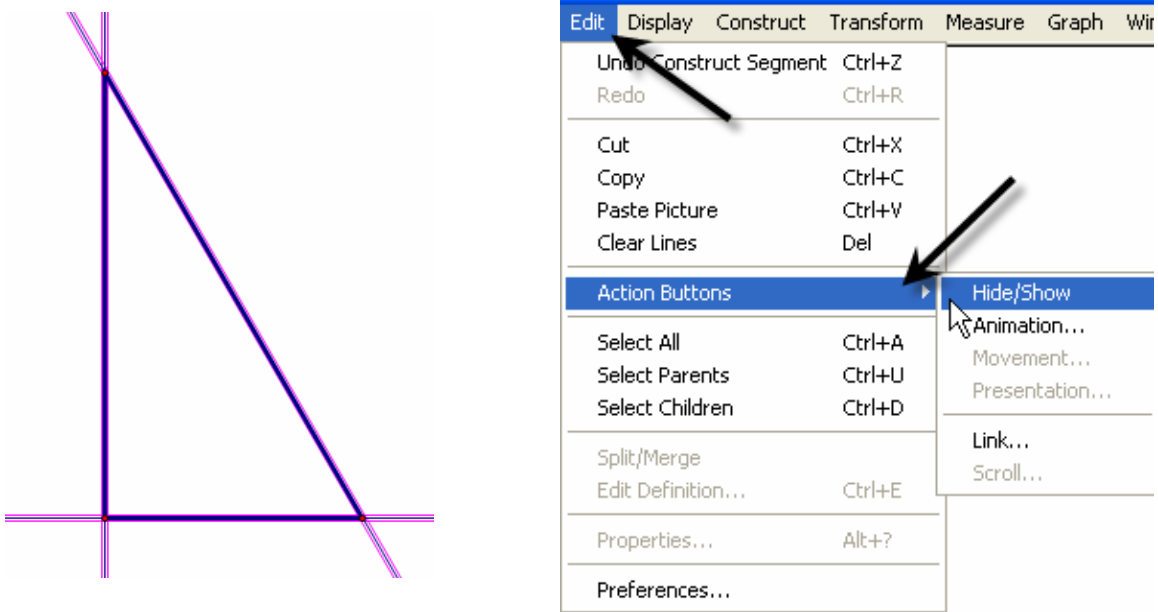 Edit Display Construct Transform Measure Graph Wir
Undo Construct Segment Ctrl+Z
Redo Ctrl+R
Cut Ctrl+X
Copy Ctrl+C
Paste Picture Ctrl+V
Clear Lines Del
Action Buttons
Hide/Show
Animation...
Movement...
Presentation...
Link...
Scroll...
Select All Ctrl+A
Select Parents Ctrl+U
Select Children Ctrl+D
Split/Merge
Edit Definition... Ctrl+E
Properties... Alt+?
Preferences...